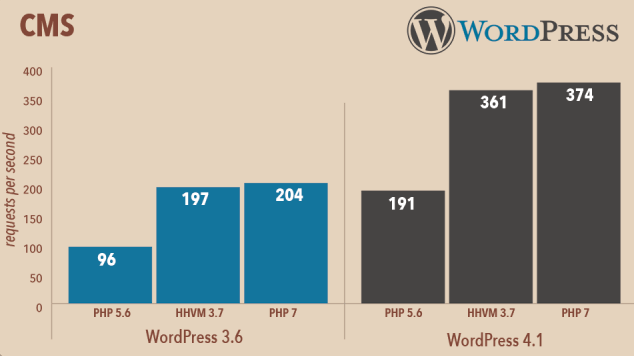 CMS
WORDPRESS
requests per second
400
350
300
250
200
150
100
50
0
96
197
204
191
361
374
PHP 5.6
HHVM 3.7
PHP 7
PHP 5.6
HHVM 3.7
PHP 7
WordPress 3.6
WordPress 4.1